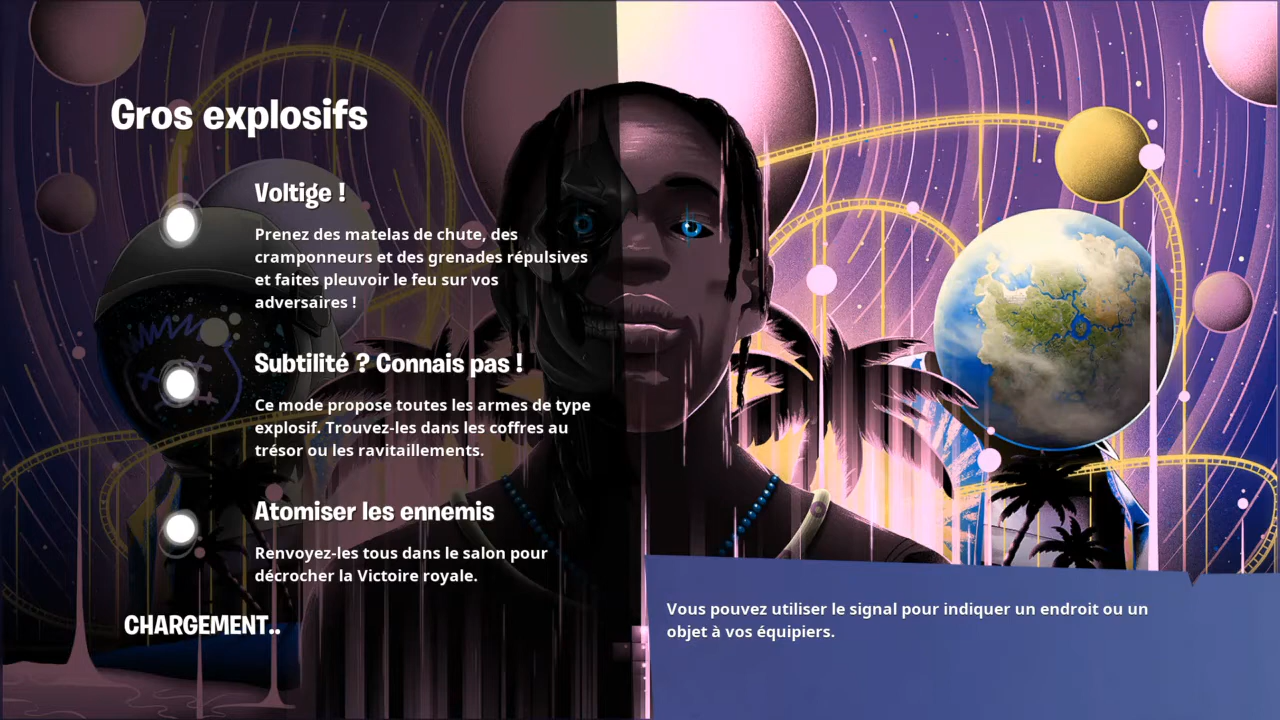 Gros explosifs
Voltige !
Prenez des matelas de chute, des
cramponneurs et des grenades répulsives
et faites pleuvoir le feu sur vos
adversaires !
Subtilité ? Connais pas !
Ce mode propose toutes les armes de type
explosif. Trouvez-les dans les coffres au
trésor ou les ravitaillements.
Atomiser les ennemis
Renvoyez-les tous dans le salon pour
décrocher la Victoire royale.
CHARGEMENT..
Vous pouvez utiliser le signal pour indiquer un endroit ou un
objet à vos équipiers.